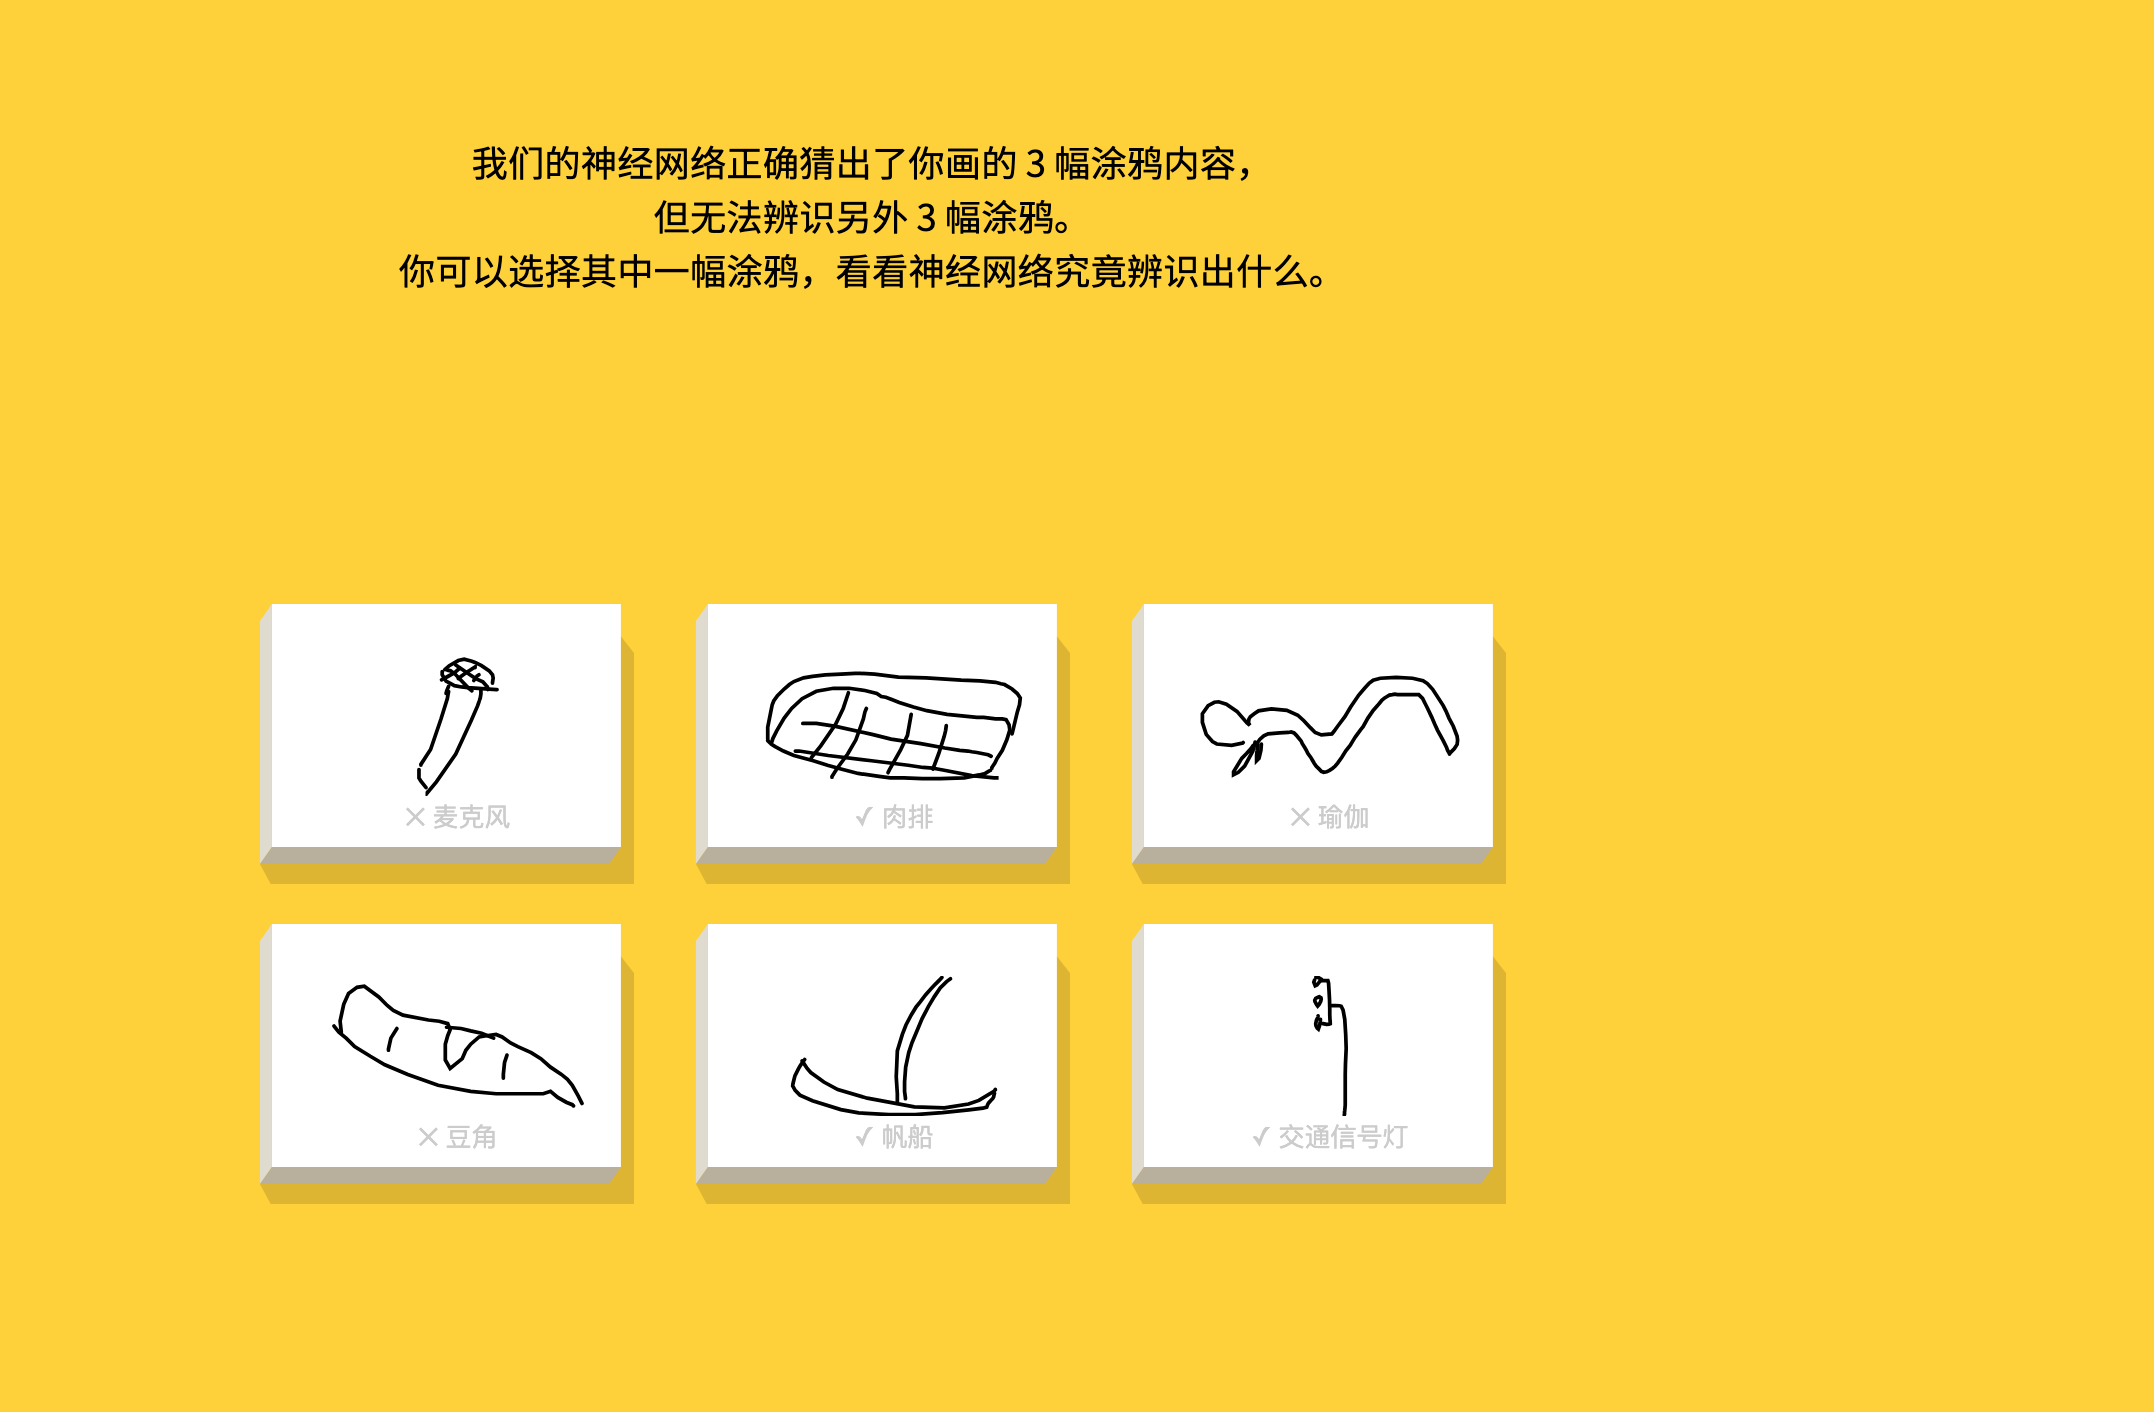 我们的神经网络正确猜出了你画的 3 幅涂鸦内容，
但无法辨识另外 3 幅涂鸦。
你可以选择其中一幅涂鸦，看看神经网络究竟辨识出什么。
✕ 麦克风
✓ 肉排
✕ 瑜伽
✕ 豆角
✓ 帆船
✓ 交通信号灯